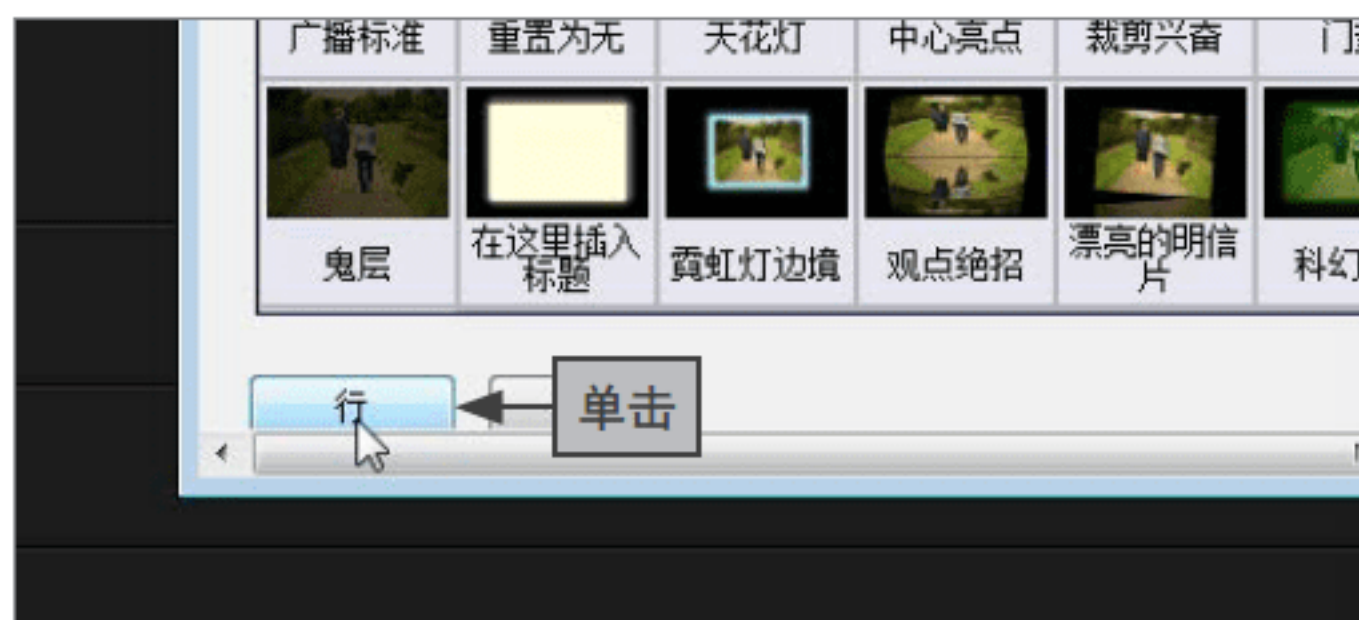 广播标准 重置为无 天花灯 中心亮点 裁剪兴奋 门
鬼层 在这里插入 霓虹灯边境 观点绝招 漂亮的明信 科幻
标题 片
行 单击